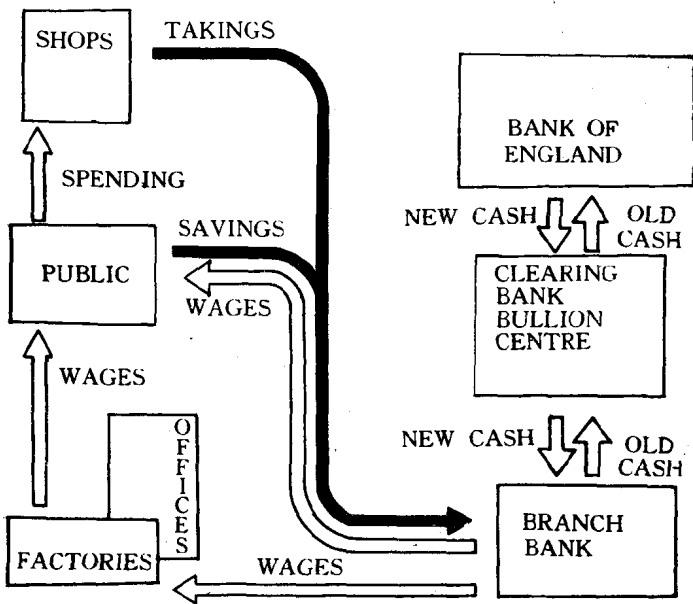 SHOPS
TAKINGS
SPENDING
PUBLIC
SAVINGS
WAGES
WAGES
OFFICES
FACTORIES
WAGES
BANK OF
ENGLAND
NEW CASH
OLD
CASH
CLEARING
BANK
BULLION
CENTRE
NEW CASH
OLD
CASH
BRANCH
BANK